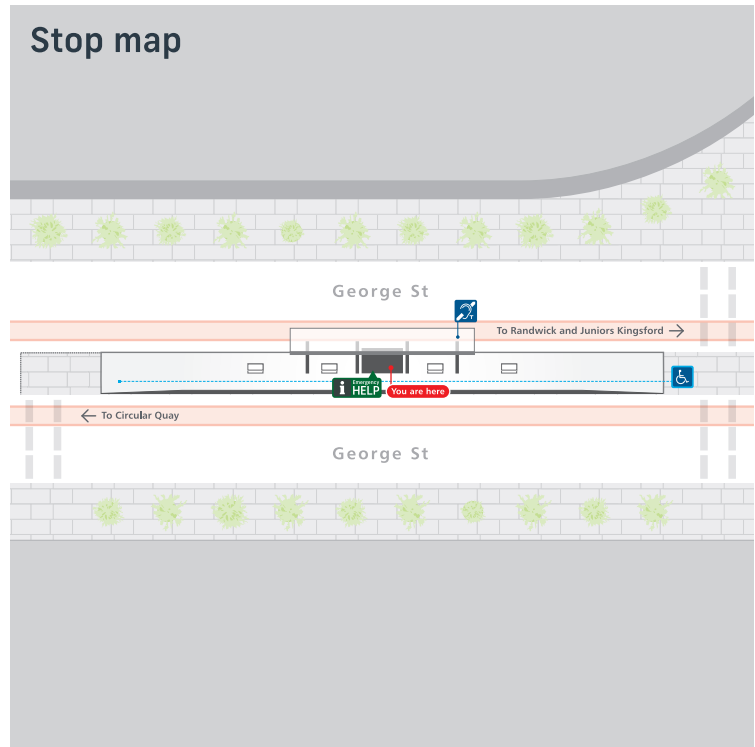 Stop map
George St
T
To Randwick and Juniors Kingsford
i Emergency
HELP
You are here
To Circular Quay
George St